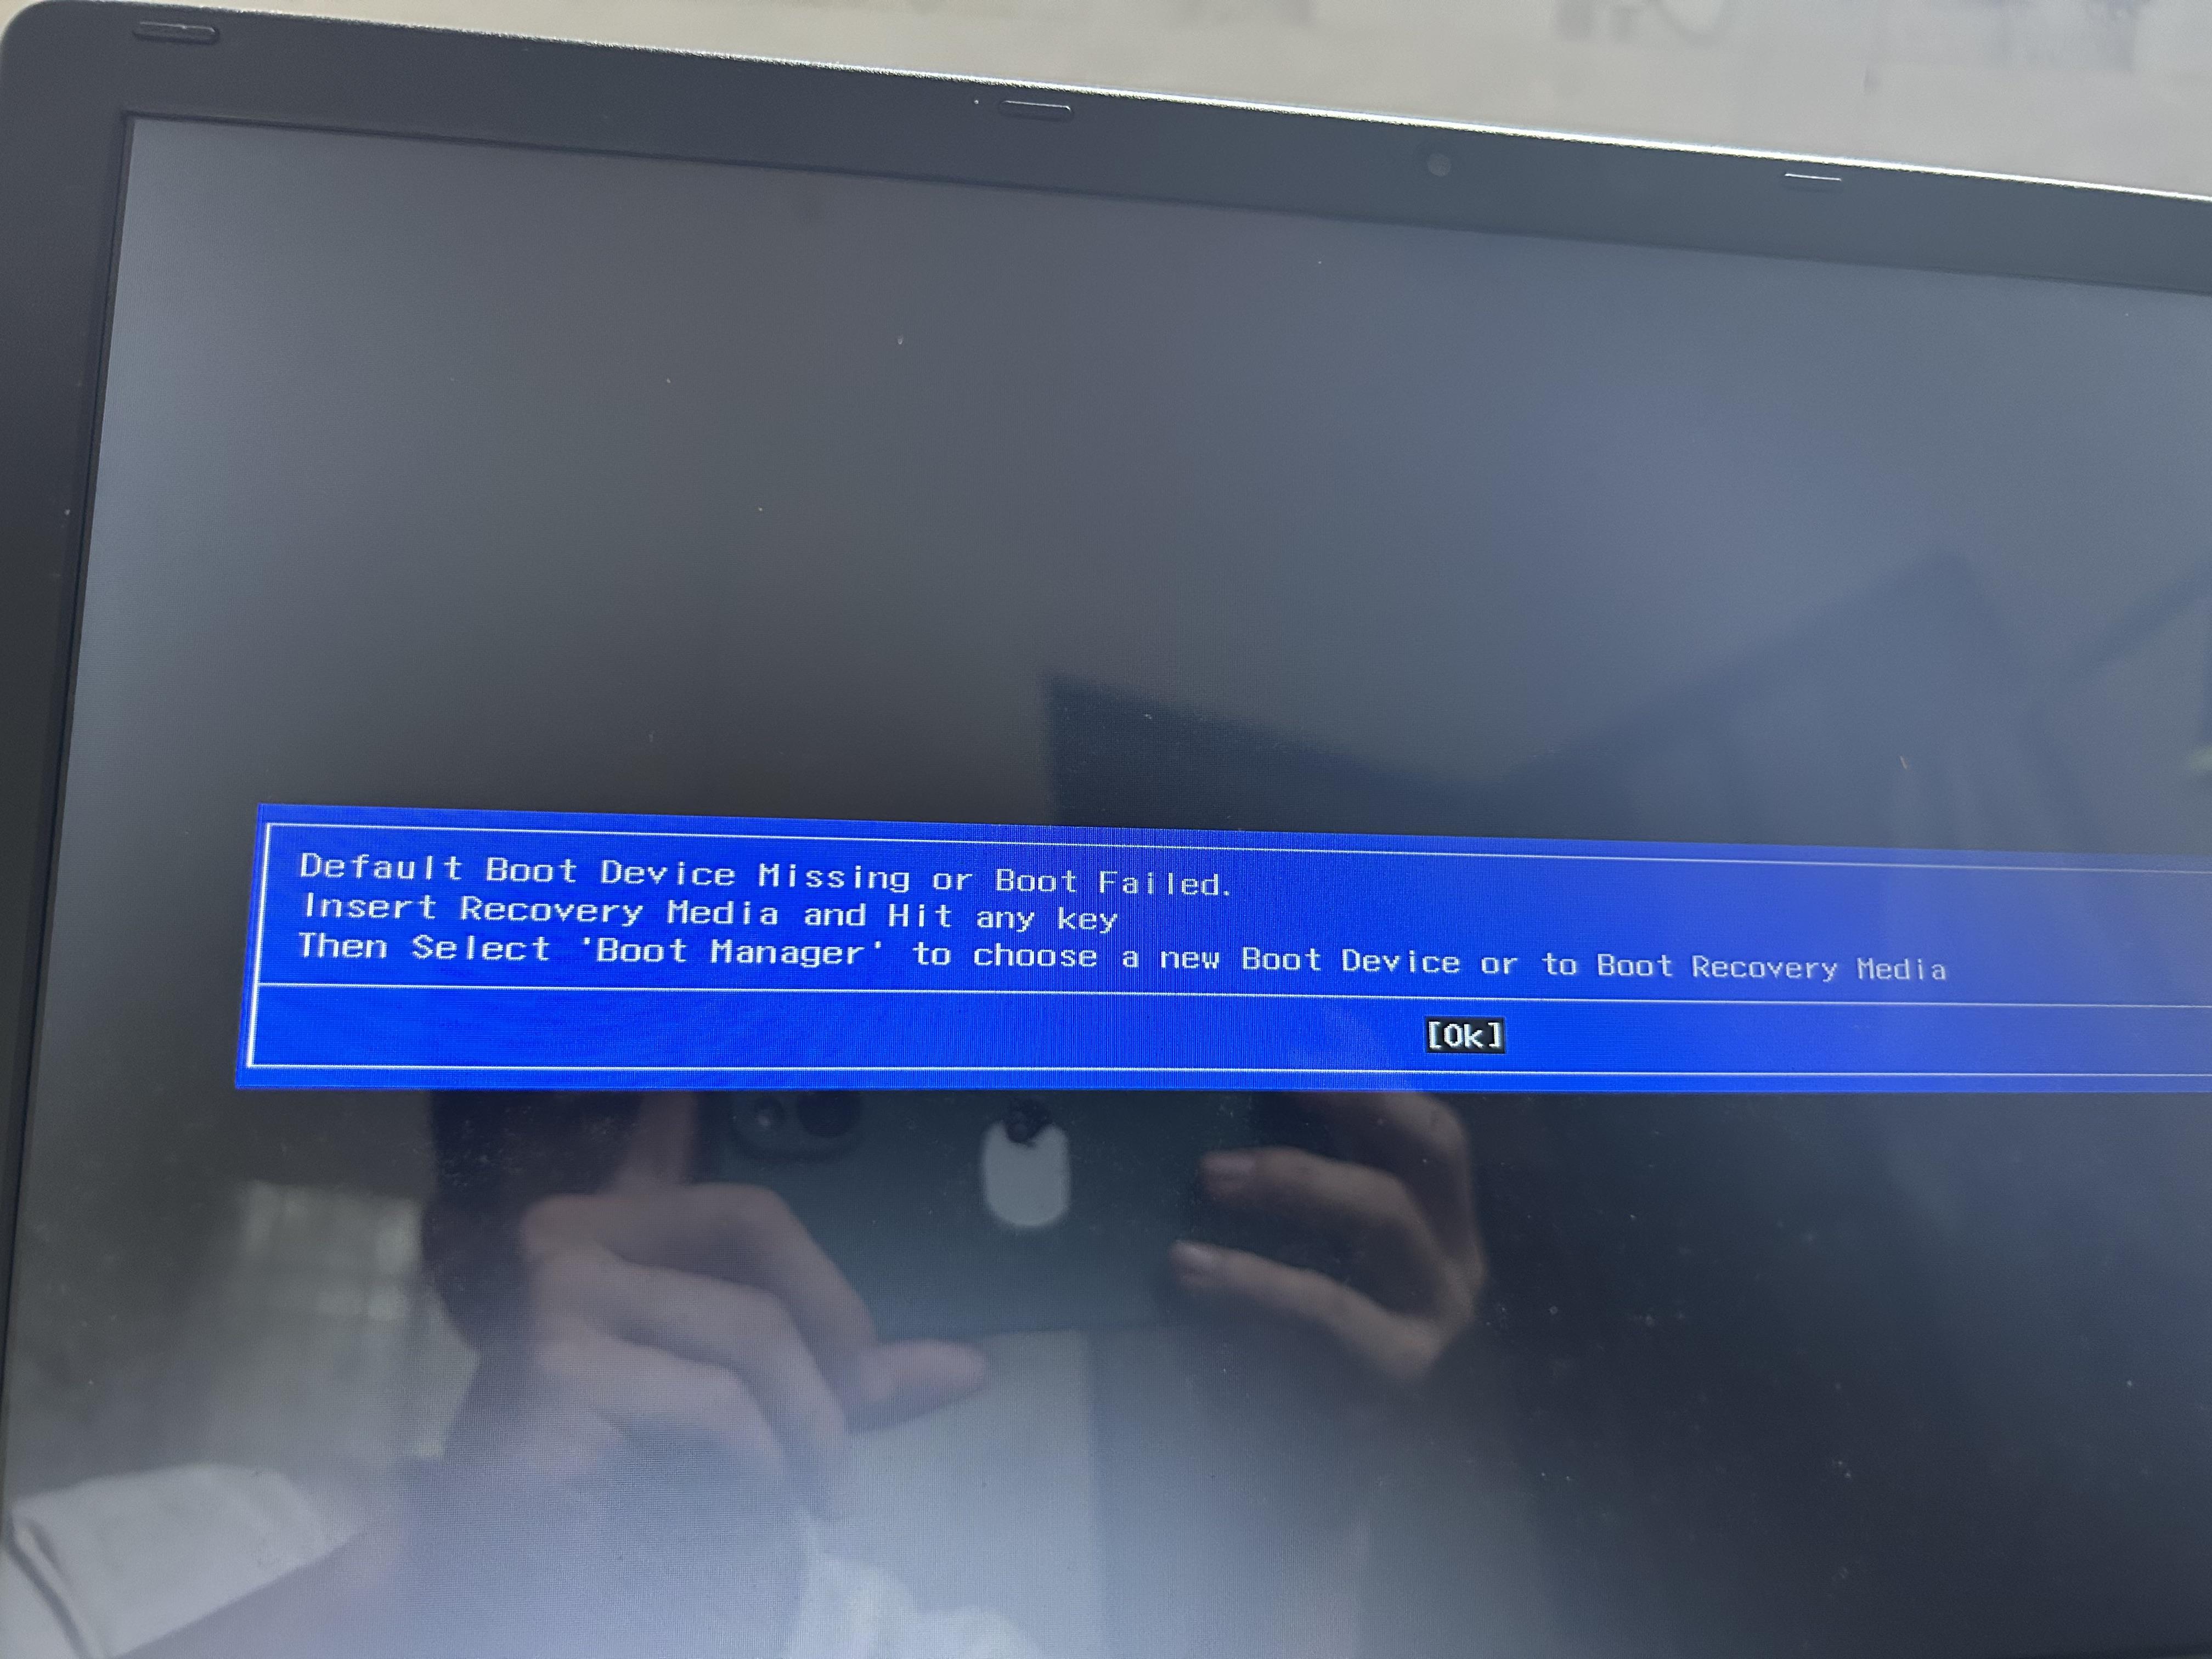 Default Boot Device Missing or Boot Failed.
Insert Recovery Media and Hit any key
Then Select 'Boot Manager' to choose a new Boot Device or to Boot Recovery Media
[Ok]